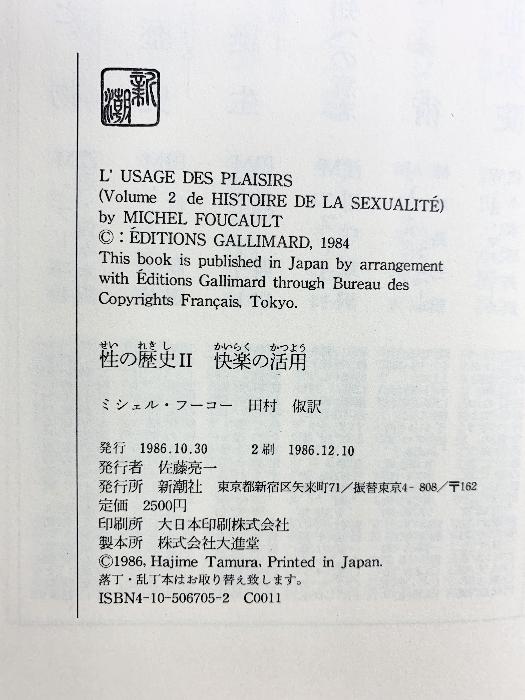 新潮
L' USAGE DES PLAISIRS
(Volume 2 de HISTOIRE DE LA SEXUALITÉ)
by MICHEL FOUCAULT
©:ÉDITIONS GALLIMARD, 1984
This book is published in Japan by arrangement
with Éditions Gallimard through Bureau des
Copyrights Français, Tokyo.
せい れきし かいらく かつよう
性の歴史II 快楽の活用
ミシェル・フーコー 田村 俶訳
発行 1986.10.30 2刷 1986.12.10
発行者 佐藤亮一
発行所 新潮社 東京都新宿区矢来町71/振替東京4-808/〒162
定価 2500円
印刷所 大日本印刷株式会社
製本所 株式会社大進堂
©1986, Hajime Tamura, Printed in Japan.
落丁・乱丁本はお取り替え致します。
ISBN4-10-506705-2 C0011